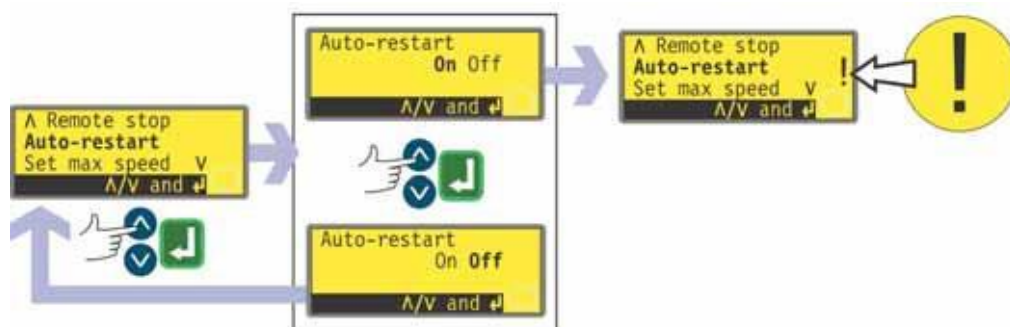 ∧ Remote stop
Auto-restart
Set max speed ∨
∧/∨ and ↵
Auto-restart
On Off
∧/∨ and ↵
Auto-restart
On Off
∧/∨ and ↵
∧ Remote stop
Auto-restart !
Set max speed ∨
∧/∨ and ↵
!